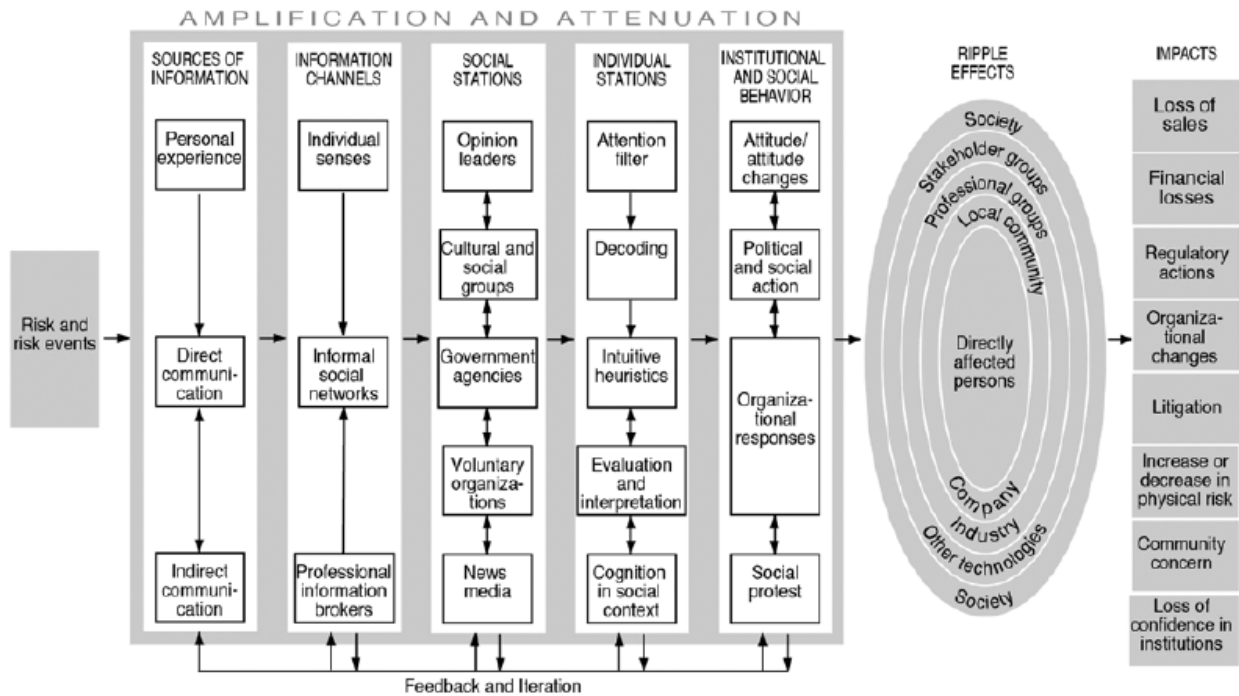 AMPLIFICATION AND ATTENUATION
SOURCES OF
INFORMATION
Personal
experience
Direct
communi-
cation
Indirect
communi-
cation
INFORMATION
CHANNELS
Individual
senses
Informal
social
networks
Professional
information
brokers
SOCIAL
STATIONS
Opinion
leaders
Cultural and
social
groups
Government
agencies
Voluntary
organiza-
tions
News
media
INDIVIDUAL
STATIONS
Attention
filter
Decoding
Intuitive
heuristics
Evaluation
and
interpretation
Cognition
in social
context
INSTITUTIONAL
AND SOCIAL
BEHAVIOR
Attitude/
attitude
changes
Political
and social
action
Organiza-
tional
responses
Social
protest
Risk and
risk events
RIPPLE
EFFECTS
Society
Stakeholder groups
Professional groups
Local community
Directly
affected
persons
Company
Industry
Other technologies
Society
IMPACTS
Loss of
sales
Financial
losses
Regulatory
actions
Organiza-
tional
changes
Litigation
Increase or
decrease in
physical risk
Community
concern
Loss of
confidence in
institutions
Feedback and Iteration